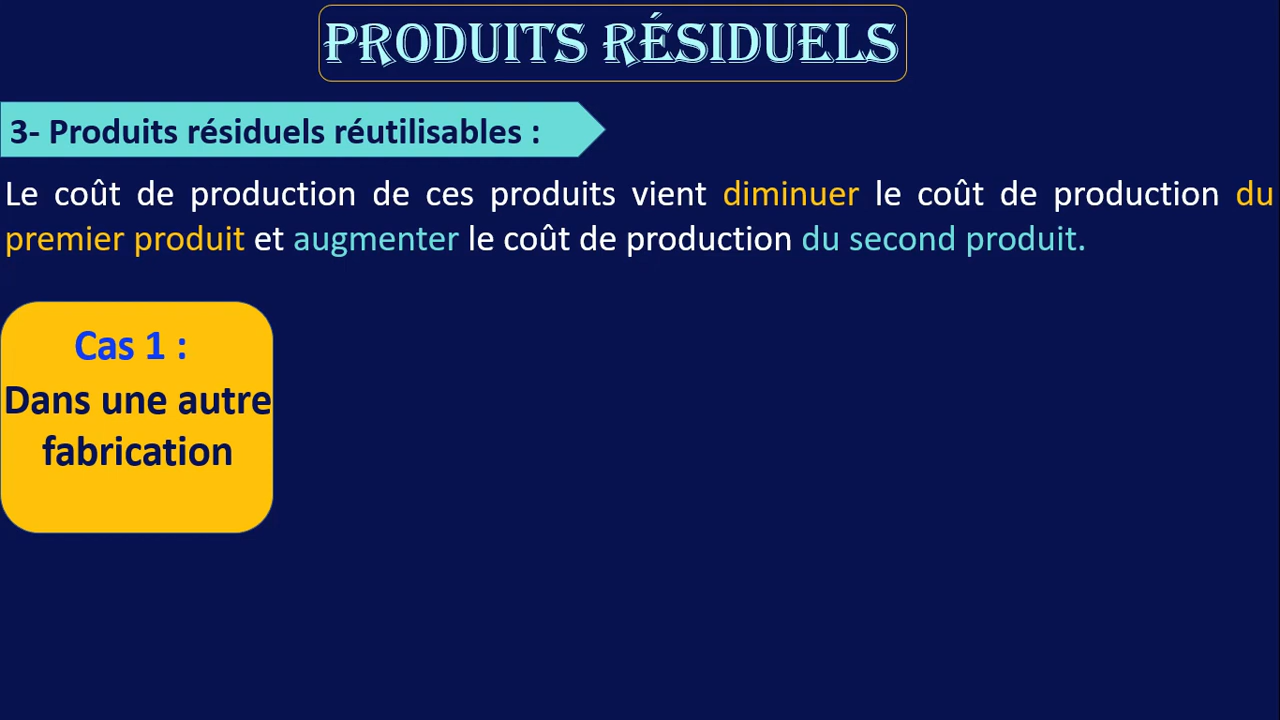 PRODUITS RÉSIDUELS
3- Produits résiduels réutilisables :
Le coût de production de ces produits vient diminuer le coût de production du
premier produit et augmenter le coût de production du second produit.
Cas 1 :
Dans une autre
fabrication